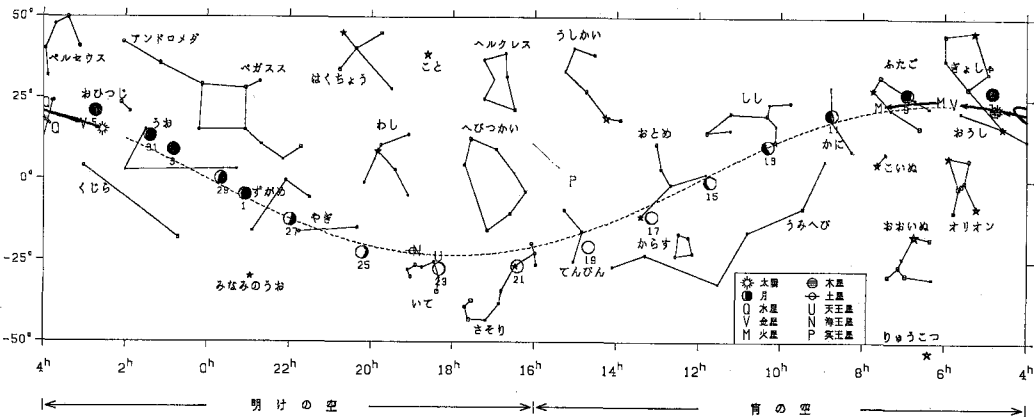 50°
25°
0°
-25°
-50°
ペルセウス
アンドロメダ
ペガスス
はくちょう
こと
ヘルクレス
うしかい
ふたご
ぎょしゃ
おひつじ
うお
わし
へびつかい
おとめ
しし
かに
おうし
くじら
やぎ
こいぬ
オリオン
みなみのうお
いて
さそり
てんびん
からす
うみへび
おおいぬ
りゅうこつ
Q
V
31
3
29
1
27
25
N
U
23
21
P
19
17
15
13
11
M
9
M V
太陽
木星
月
土星
Q 水星
U 天王星
V 金星
N 海王星
M 火星
P 冥王星
4h 2h 0h 22h 20h 18h 16h 14h 12h 10h 8h 6h 4h
明けの空
宵の空